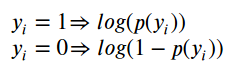 yᵢ = 1⇒ log(p(yᵢ))
yᵢ = 0⇒ log(1 − p(yᵢ))